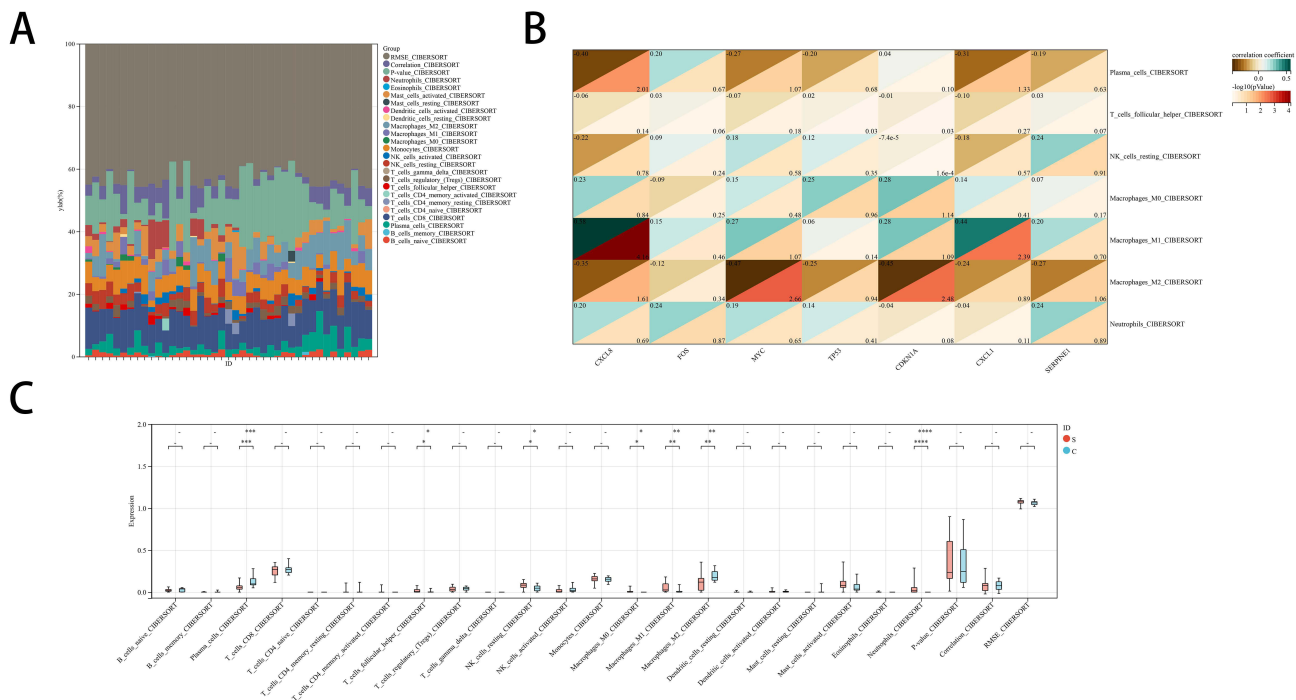 A
100
80
60
40
20
0
ylab(%)
ID
Group
RMSE_CIBERSORT
Correlation_CIBERSORT
P-value_CIBERSORT
Neutrophils_CIBERSORT
Eosinophils_CIBERSORT
Mast_cells_activated_CIBERSORT
Mast_cells_resting_CIBERSORT
Dendritic_cells_activated_CIBERSORT
Dendritic_cells_resting_CIBERSORT
Macrophages_M2_CIBERSORT
Macrophages_M1_CIBERSORT
Macrophages_M0_CIBERSORT
Monocytes_CIBERSORT
NK_cells_activated_CIBERSORT
NK_cells_resting_CIBERSORT
T_cells_gamma_delta_CIBERSORT
T_cells_regulatory_(Tregs)_CIBERSORT
T_cells_follicular_helper_CIBERSORT
T_cells_CD4_memory_activated_CIBERSORT
T_cells_CD4_memory_resting_CIBERSORT
T_cells_CD4_naive_CIBERSORT
T_cells_CD8_CIBERSORT
Plasma_cells_CIBERSORT
B_cells_memory_CIBERSORT
B_cells_naive_CIBERSORT
B
-0.40 0.20 -0.27 -0.20 0.04 -0.31 -0.19
Plasma_cells_CIBERSORT
2.01 0.67 1.07 0.68 0.10 1.33 0.63
-0.06 0.03 -0.07 0.02 -0.01 -0.10 0.03
T_cells_follicular_helper_CIBERSORT
0.14 0.06 0.18 0.03 0.03 0.27 0.07
-0.22 0.09 0.18 0.12 -7.4e-5 -0.18 0.24
NK_cells_resting_CIBERSORT
0.78 0.24 0.58 0.35 1.6e-4 0.57 0.91
0.23 -0.09 0.15 0.25 0.28 0.14 0.07
Macrophages_M0_CIBERSORT
0.84 0.25 0.48 0.96 1.14 0.41 0.17
0.15 0.27 0.06 0.28 0.44 0.20
Macrophages_M1_CIBERSORT
0.46 1.07 0.14 1.09 2.39 0.70
-0.35 -0.12 -0.25 -0.24 -0.27
Macrophages_M2_CIBERSORT
1.61 0.34 2.66 0.94 2.48 0.89 1.06
0.20 0.24 0.19 0.14 -0.04 -0.04 0.24
Neutrophils_CIBERSORT
0.69 0.87 0.65 0.41 0.08 0.11 0.89
CXCL8 FOS MYC TP53 CDKN1A CXCL1 SERPINE1
correlation coefficient
0.0 0.5
-log10(pValue)
0 1 2 3 4
C
2.0
1.5
1.0
0.5
0.0
Expression
- - *** - - - - * - - * - - * ** ** - - - - - **** - - -
- - *** - - - - * - - * - - * ** ** - - - - - **** - - -
ID
S
C
B_cells_naive_CIBERSORT
B_cells_memory_CIBERSORT
Plasma_cells_CIBERSORT
T_cells_CD8_CIBERSORT
T_cells_CD4_naive_CIBERSORT
T_cells_CD4_memory_resting_CIBERSORT
T_cells_CD4_memory_activated_CIBERSORT
T_cells_follicular_helper_CIBERSORT
T_cells_regulatory_(Tregs)_CIBERSORT
T_cells_gamma_delta_CIBERSORT
NK_cells_resting_CIBERSORT
NK_cells_activated_CIBERSORT
Monocytes_CIBERSORT
Macrophages_M0_CIBERSORT
Macrophages_M1_CIBERSORT
Macrophages_M2_CIBERSORT
Dendritic_cells_resting_CIBERSORT
Dendritic_cells_activated_CIBERSORT
Mast_cells_resting_CIBERSORT
Mast_cells_activated_CIBERSORT
Eosinophils_CIBERSORT
Neutrophils_CIBERSORT
P-value_CIBERSORT
Correlation_CIBERSORT
RMSE_CIBERSORT